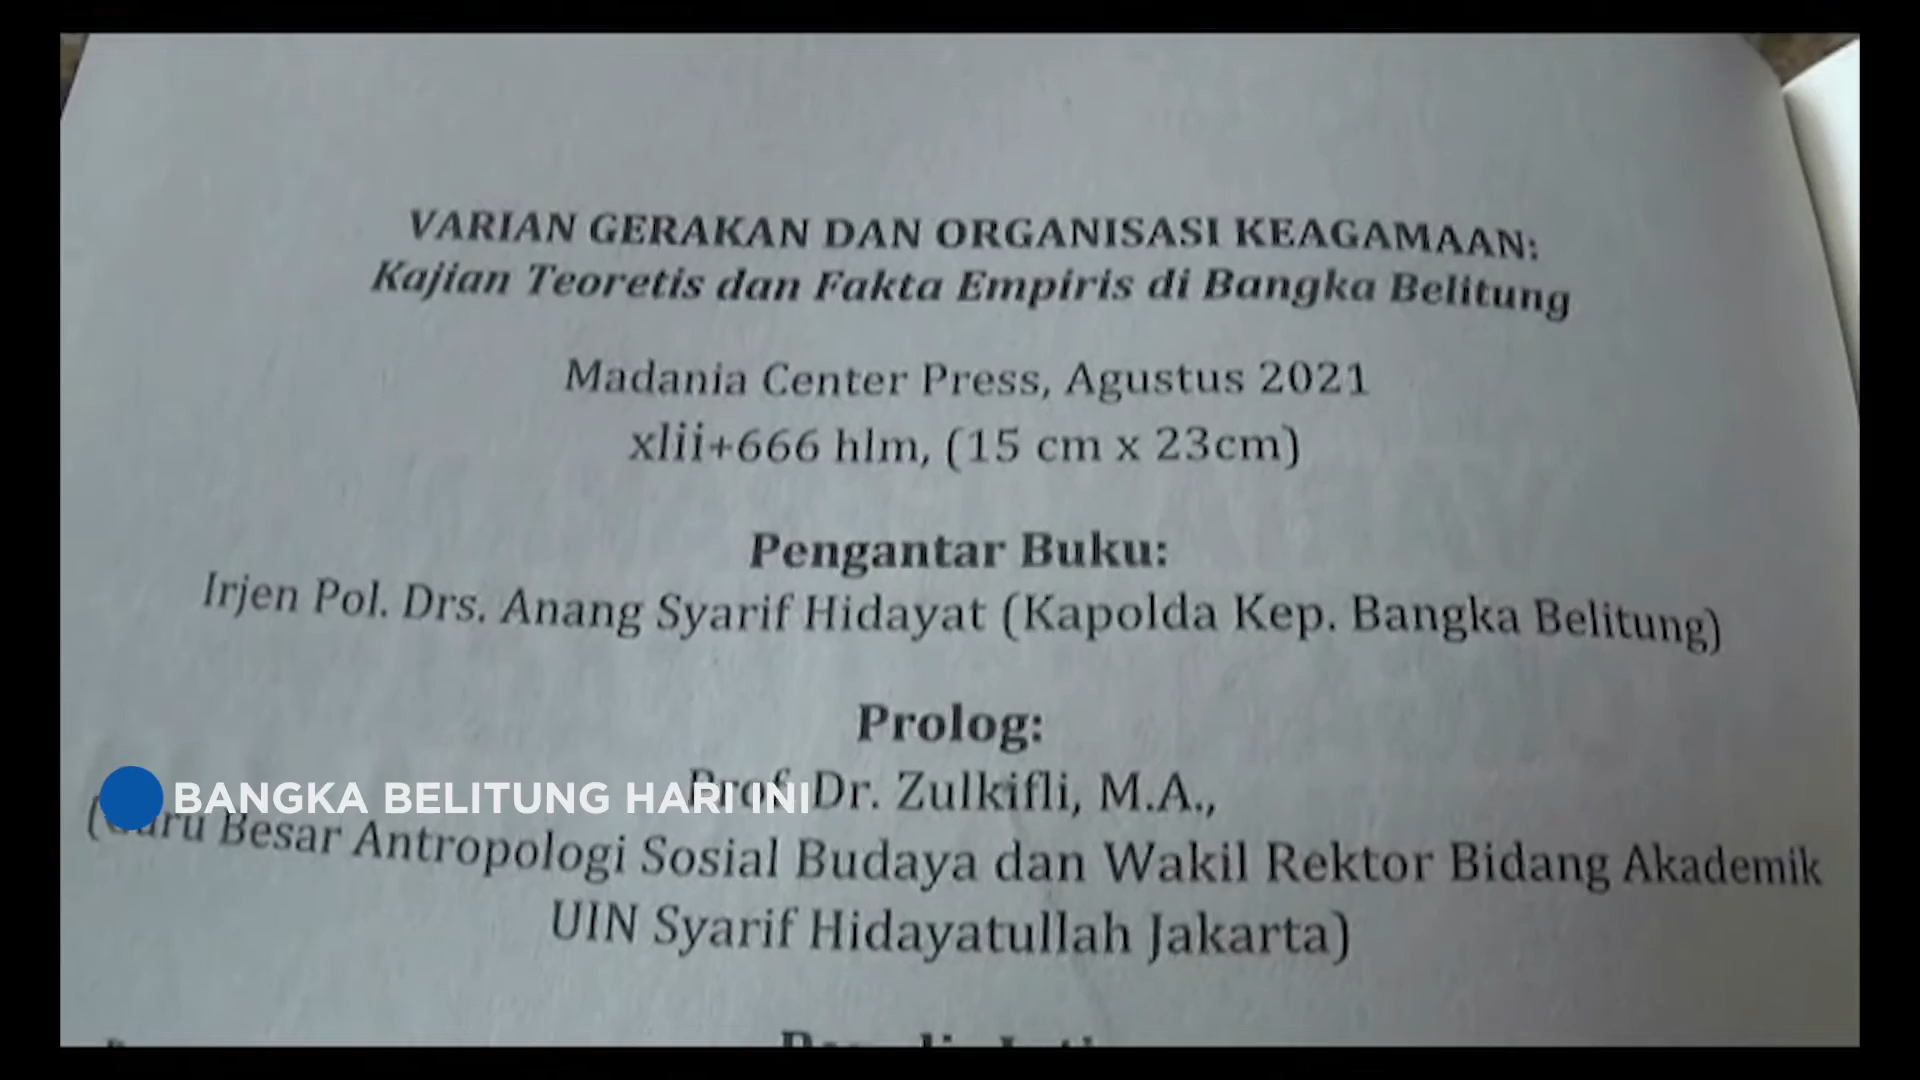 VARIAN GERAKAN DAN ORGANISASI KEAGAMAAN:
Kajian Teoretis dan Fakta Empiris di Bangka Belitung
Madania Center Press, Agustus 2021
xlii+666 hlm, (15 cm x 23cm)
Pengantar Buku:
Irjen Pol. Drs. Anang Syarif Hidayat (Kapolda Kep. Bangka Belitung)
Prolog:
Prof. Dr. Zulkifli, M.A.,
BANGKA BELITUNG HARI INI
(Guru Besar Antropologi Sosial Budaya dan Wakil Rektor Bidang Akademik
UIN Syarif Hidayatullah Jakarta)